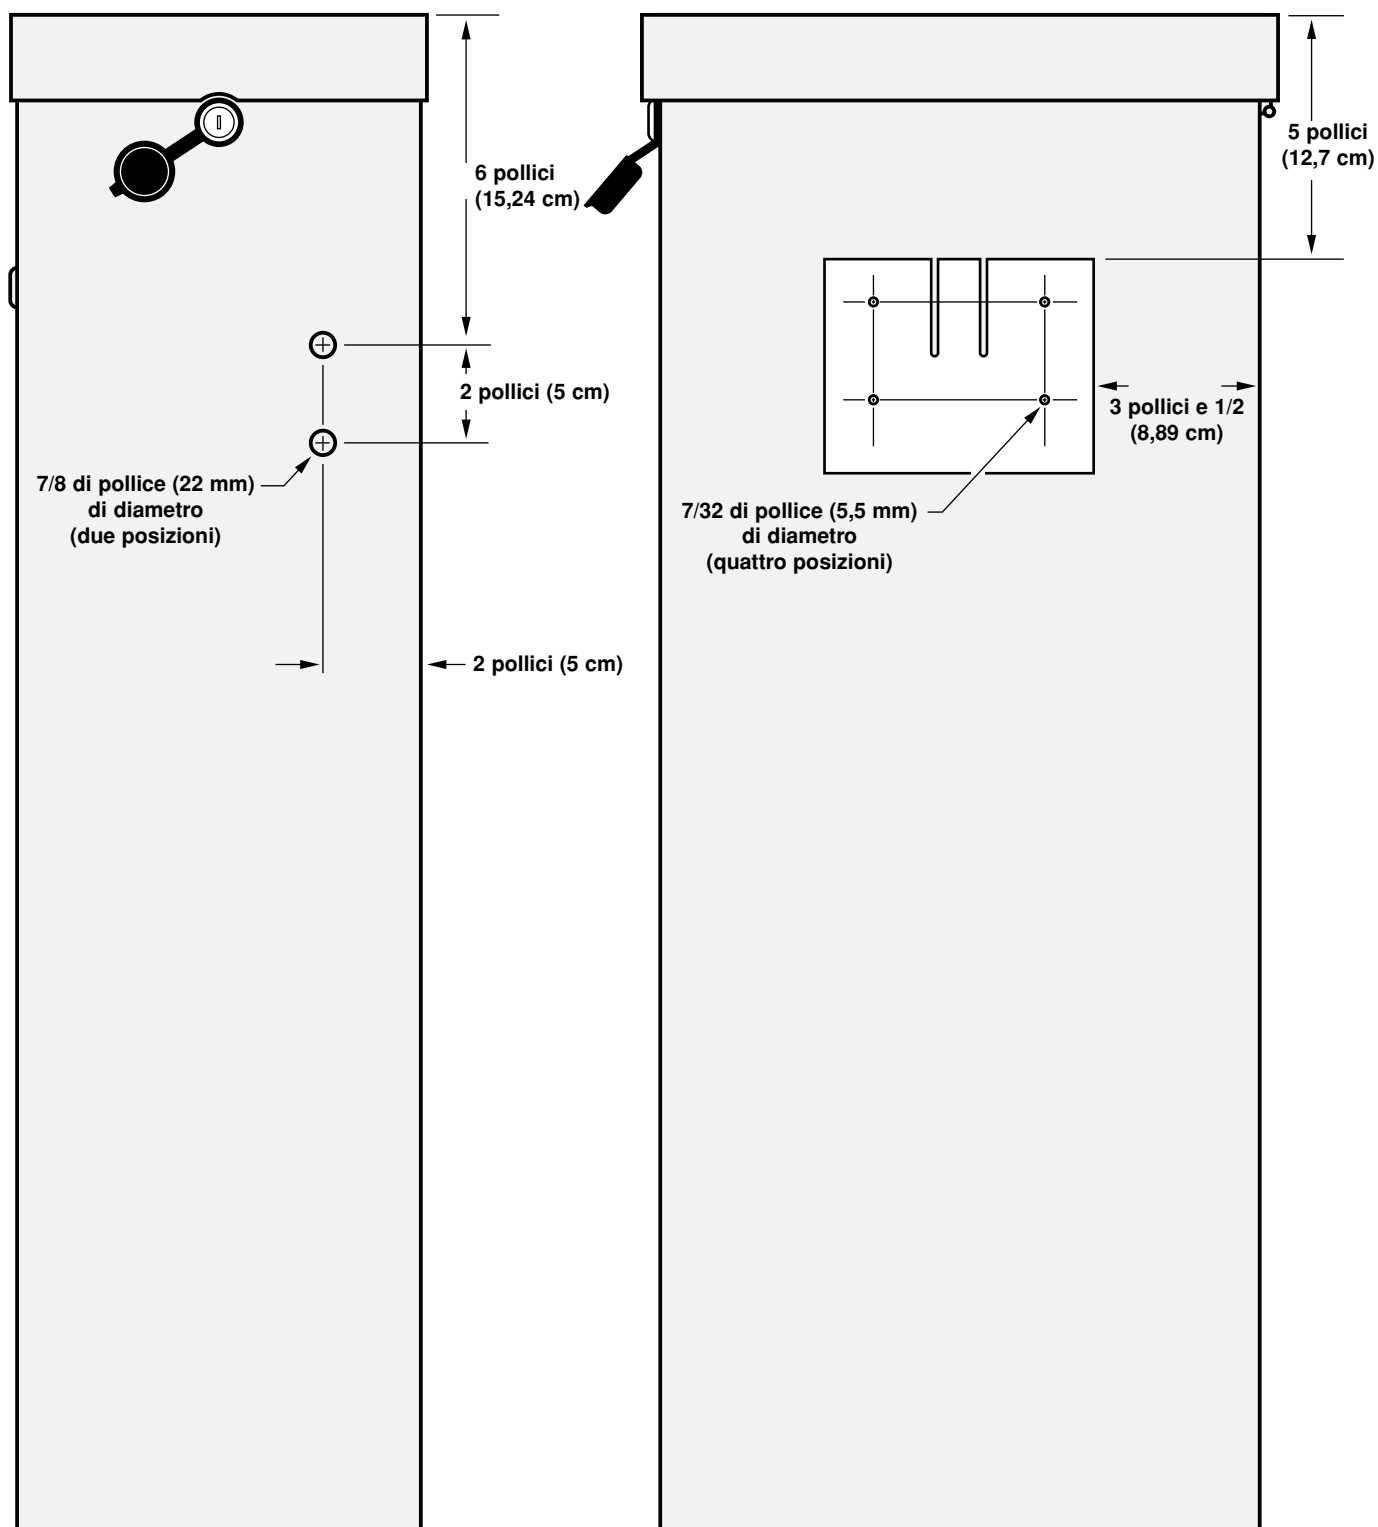 6 pollici
(15,24 cm)
2 pollici (5 cm)
7/8 di pollice (22 mm)
di diametro
(due posizioni)
2 pollici (5 cm)
5 pollici
(12,7 cm)
3 pollici e 1/2
(8,89 cm)
7/32 di pollice (5,5 mm)
di diametro
(quattro posizioni)